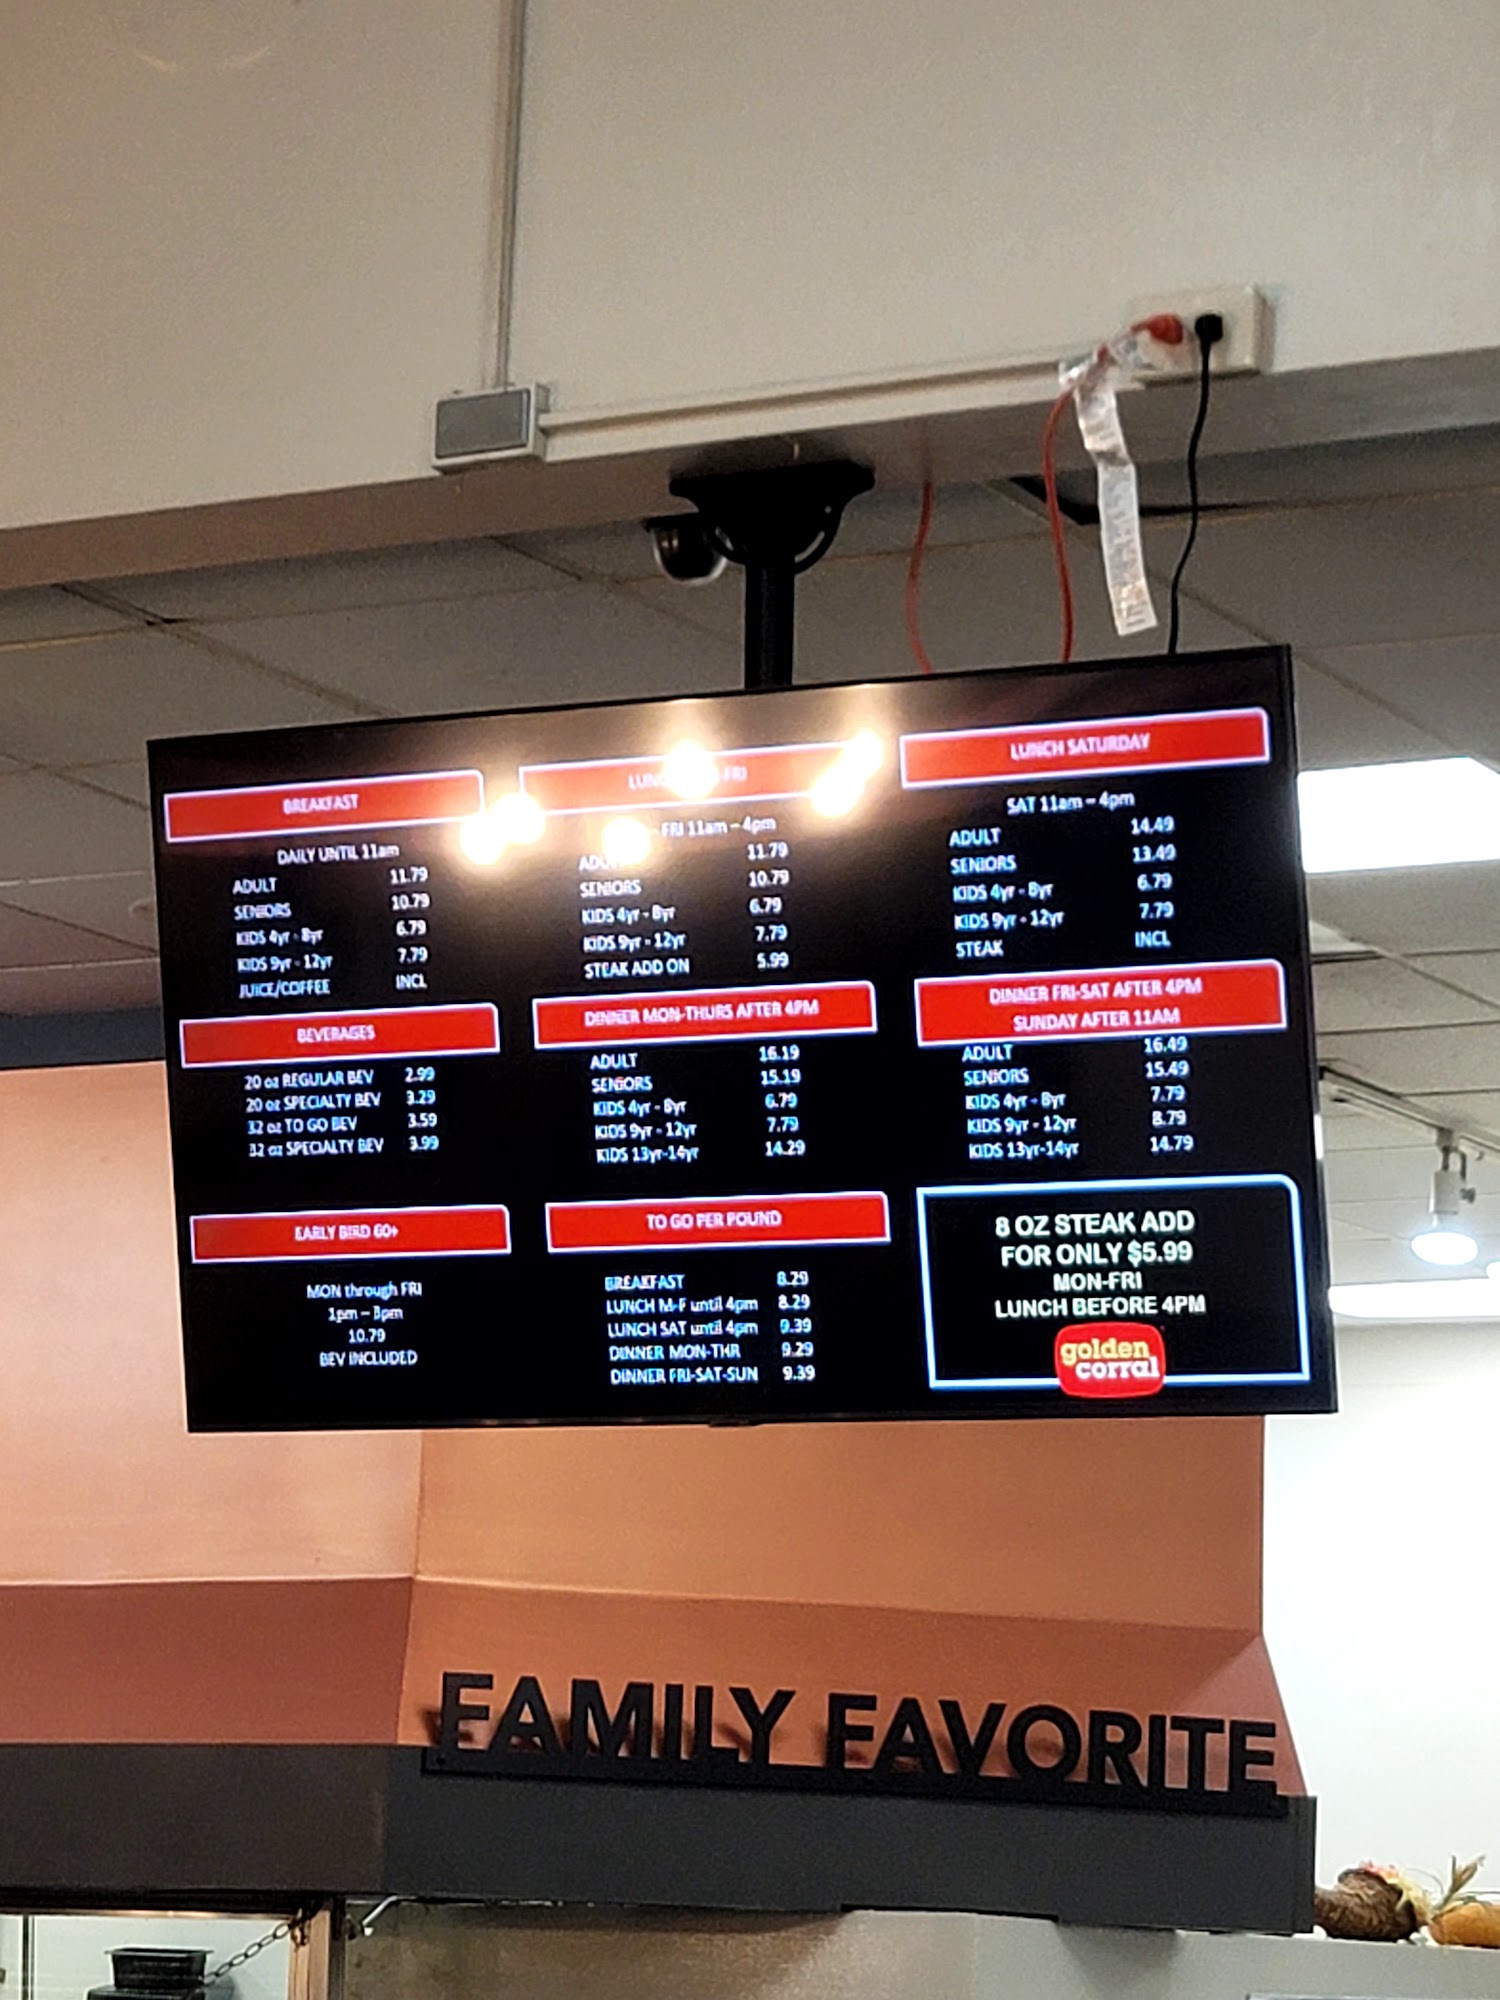 BREAKFAST
DAILY UNTIL 11am
ADULT 11.79
SENIORS 10.79
KIDS 4yr - 8yr 6.79
KIDS 9yr - 12yr 7.79
JUICE/COFFEE INCL
BEVERAGES
20 oz REGULAR BEV 2.99
20 oz SPECIALTY BEV 3.29
32 oz TO GO BEV 3.59
32 oz SPECIALTY BEV 3.99
EARLY BIRD 60+
MON through FRI
1pm – 3pm
10.79
BEV INCLUDED
FRI
FRI 11am – 4pm
11.79
SENIORS 10.79
KIDS 4yr - 8yr 6.79
KIDS 9yr - 12yr 7.79
STEAK ADD ON 5.99
DINNER MON-THURS AFTER 4PM
ADULT 16.19
SENIORS 15.19
KIDS 4yr - 8yr 6.79
KIDS 9yr - 12yr 7.79
KIDS 13yr-14yr 14.29
TO GO PER POUND
BREAKFAST 8.29
LUNCH M-F until 4pm 8.29
LUNCH SAT until 4pm 9.39
DINNER MON-THR 9.29
DINNER FRI-SAT-SUN 9.39
LUNCH SATURDAY
SAT 11am – 4pm
ADULT 14.49
SENIORS 13.49
KIDS 4yr - 8yr 6.79
KIDS 9yr - 12yr 7.79
STEAK INCL
DINNER FRI-SAT AFTER 4PM
SUNDAY AFTER 11AM
ADULT 16.49
SENIORS 15.49
KIDS 4yr - 8yr 7.79
KIDS 9yr - 12yr 8.79
KIDS 13yr-14yr 14.79
8 OZ STEAK ADD
FOR ONLY $5.99
MON-FRI
LUNCH BEFORE 4PM
golden
corral
FAMILY FAVORITE